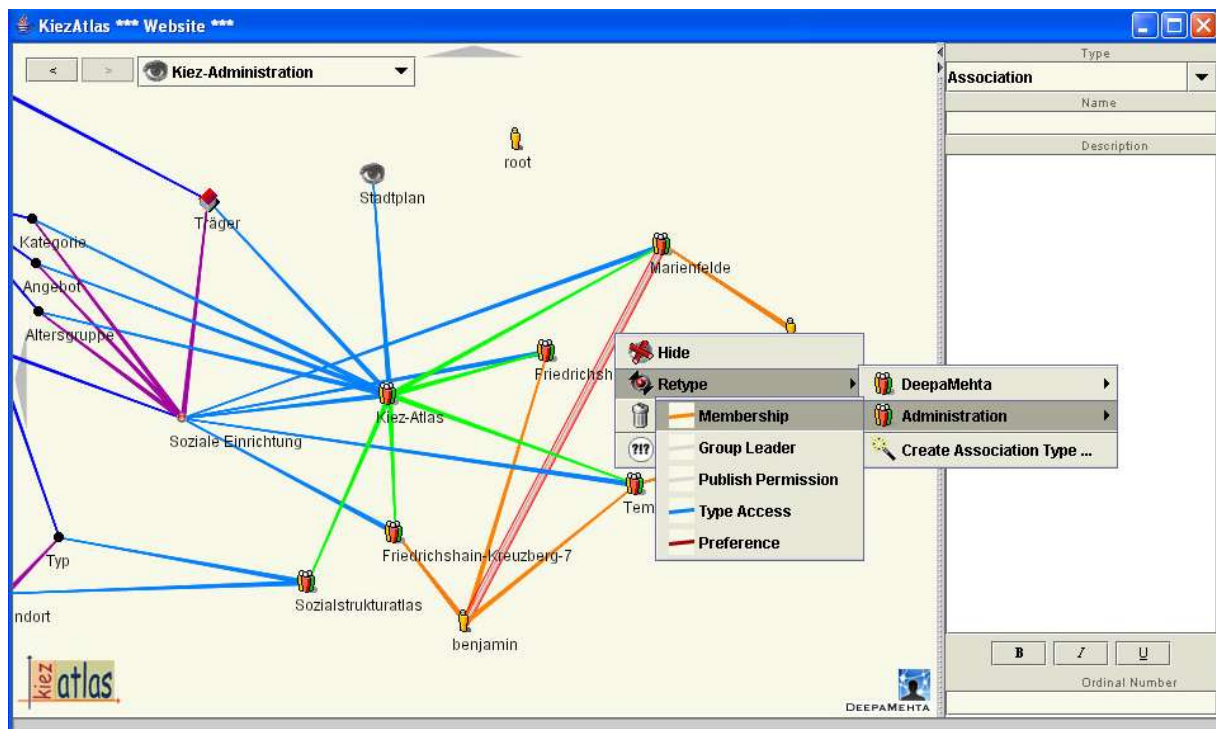 KiezAtlas *** Website ***
Type
< > Kiez-Administration
Association
Name
Description
root
Stadtplan
Träger
Kategorie
Marienfelde
Angebot
Altersgruppe
Hide
Friedrichsh
Retype
DeepaMehta
Kiez-Atlas
Membership
Administration
Soziale Einrichtung
?!?
Group Leader
Create Association Type ...
Publish Permission
Tem
Type Access
Friedrichshain-Kreuzberg-7
Preference
Typ
Sozialstrukturatlas
ndort
benjamin
B I U
kiez
atlas
Ordinal Number
DEEPAMEHTA